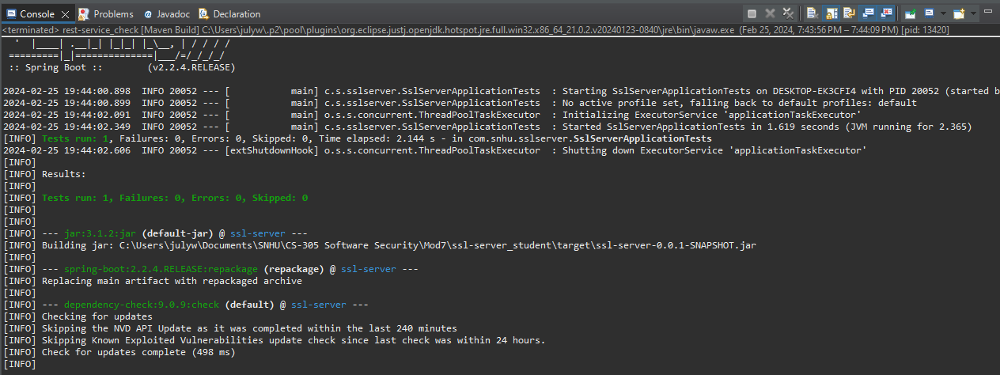 Console Problems Javadoc Declaration
<terminated> rest-service_check [Maven Build] C:\Users\julyw\.p2\pool\plugins\org.eclipse.justj.openjdk.hotspot.jre.full.win32.x86_64_21.0.2.v20240123-0840\jre\bin\javaw.exe (Feb 25, 2024, 7:43:56 PM – 7:44:09 PM) [pid: 13420]
'  |____| .__|_| |_|_| |_\__, | / / / /
=========|_|==============|___/=/_/_/_/
:: Spring Boot ::        (v2.2.4.RELEASE)
2024-02-25 19:44:00.898  INFO 20052 --- [           main] c.s.sslserver.SslServerApplicationTests  : Starting SslServerApplicationTests on DESKTOP-EK3CFI4 with PID 20052 (started b
2024-02-25 19:44:00.899  INFO 20052 --- [           main] c.s.sslserver.SslServerApplicationTests  : No active profile set, falling back to default profiles: default
2024-02-25 19:44:02.091  INFO 20052 --- [           main] o.s.s.concurrent.ThreadPoolTaskExecutor  : Initializing ExecutorService 'applicationTaskExecutor'
2024-02-25 19:44:02.349  INFO 20052 --- [           main] c.s.sslserver.SslServerApplicationTests  : Started SslServerApplicationTests in 1.619 seconds (JVM running for 2.365)
[INFO] Tests run: 1, Failures: 0, Errors: 0, Skipped: 0, Time elapsed: 2.144 s - in com.snhu.sslserver.SslServerApplicationTests
2024-02-25 19:44:02.606  INFO 20052 --- [extShutdownHook] o.s.s.concurrent.ThreadPoolTaskExecutor  : Shutting down ExecutorService 'applicationTaskExecutor'
[INFO]
[INFO] Results:
[INFO]
[INFO] Tests run: 1, Failures: 0, Errors: 0, Skipped: 0
[INFO]
[INFO]
[INFO] --- jar:3.1.2:jar (default-jar) @ ssl-server ---
[INFO] Building jar: C:\Users\julyw\Documents\SNHU\CS-305 Software Security\Mod7\ssl-server_student\target\ssl-server-0.0.1-SNAPSHOT.jar
[INFO]
[INFO] --- spring-boot:2.2.4.RELEASE:repackage (repackage) @ ssl-server ---
[INFO] Replacing main artifact with repackaged archive
[INFO]
[INFO] --- dependency-check:9.0.9:check (default) @ ssl-server ---
[INFO] Checking for updates
[INFO] Skipping the NVD API Update as it was completed within the last 240 minutes
[INFO] Skipping Known Exploited Vulnerabilities update check since last check was within 24 hours.
[INFO] Check for updates complete (498 ms)
[INFO]